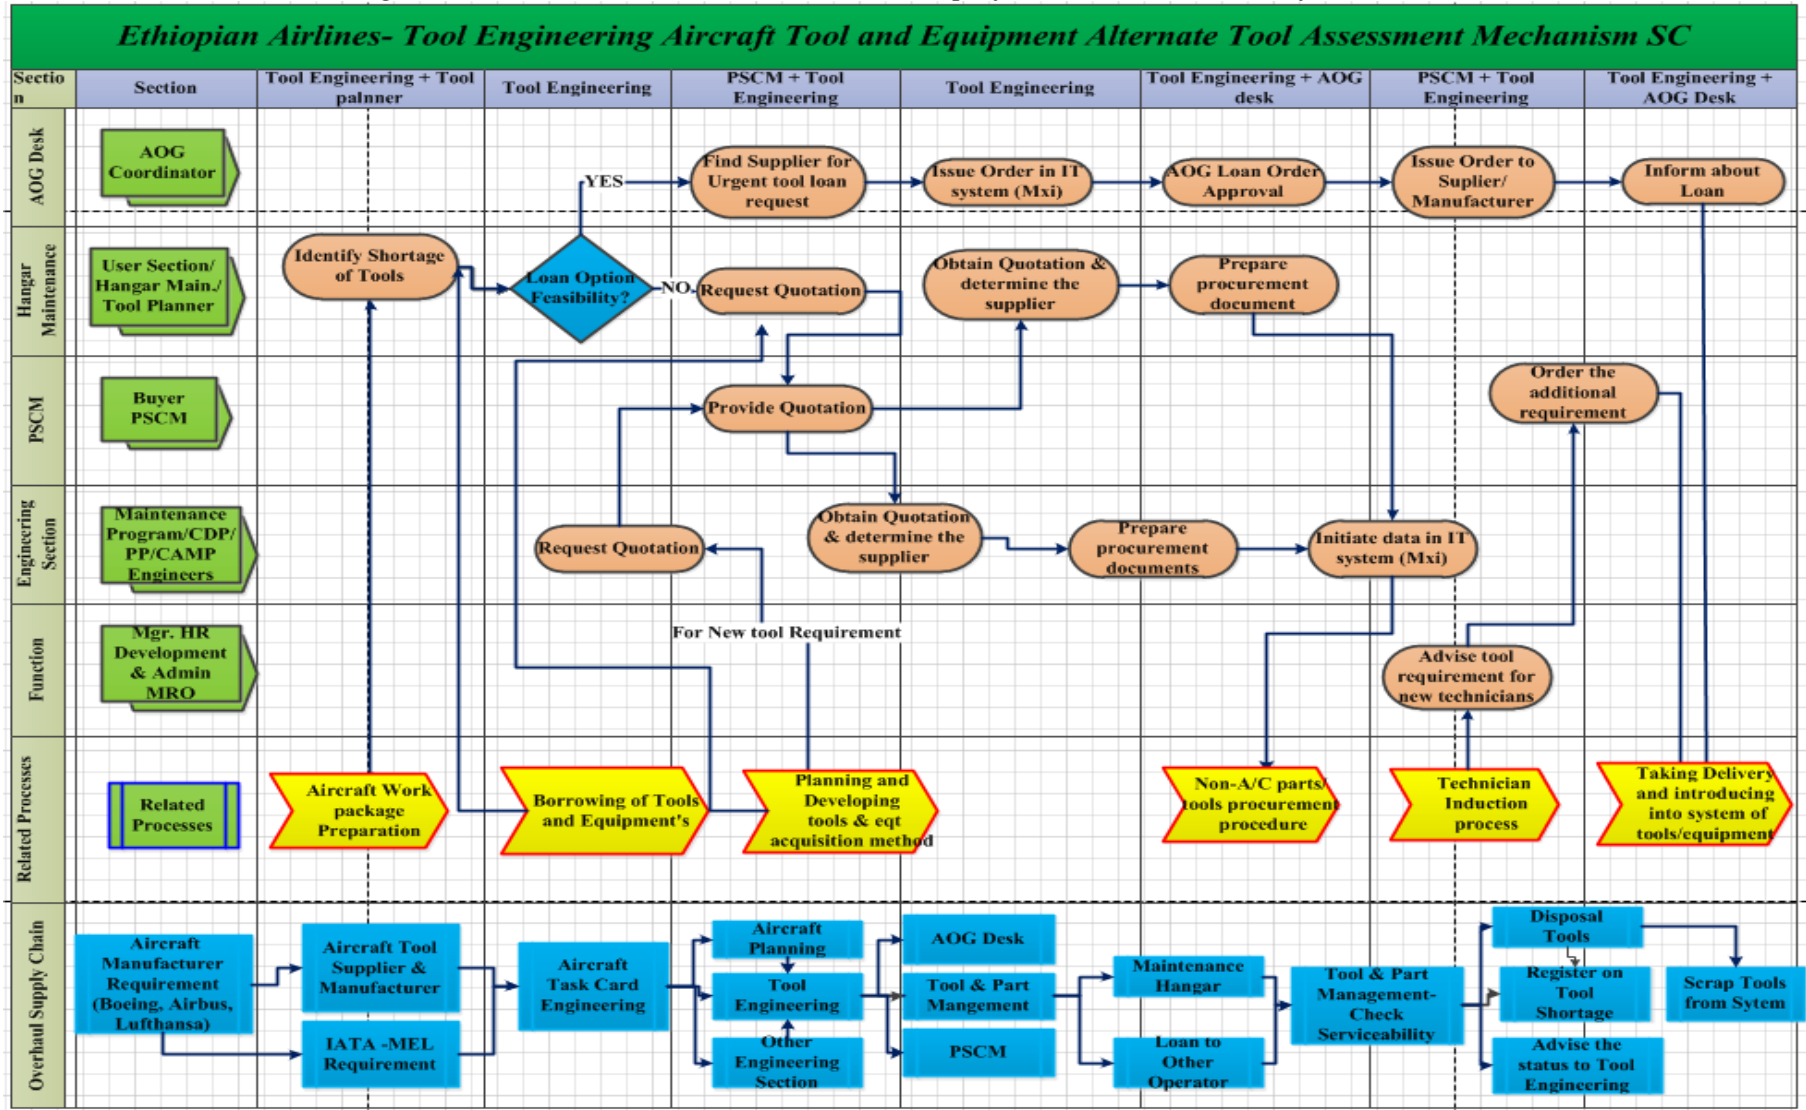 Ethiopian Airlines- Tool Engineering Aircraft Tool and Equipment Alternate Tool Assessment Mechanism SC
Sectio
n
Section
Tool Engineering + Tool
palnner
Tool Engineering
PSCM + Tool
Engineering
Tool Engineering
Tool Engineering + AOG
desk
PSCM + Tool
Engineering
Tool Engineering +
AOG Desk
AOG Desk
AOG
Coordinator
YES
Find Supplier for
Urgent tool loan
request
Issue Order in IT
system (Mxi)
AOG Loan Order
Approval
Issue Order to
Suplier/
Manufacturer
Inform about
Loan
Hangar
Maintenance
User Section/
Hangar Main./
Tool Planner
Identify Shortage
of Tools
Loan Option
Feasibility?
NO
Request Quotation
Obtain Quotation &
determine the
supplier
Prepare
procurement
document
PSCM
Buyer
PSCM
Provide Quotation
Order the
additional
requirement
Engineering
Section
Maintenance
Program/CDP/
PP/CAMP
Engineers
Request Quotation
Obtain Quotation
& determine the
supplier
Prepare
procurement
documents
Initiate data in IT
system (Mxi)
Function
Mgr. HR
Development
& Admin
MRO
For New tool Requirement
Advise tool
requirement for
new technicians
Related Processes
Related
Processes
Aircraft Work
package
Preparation
Borrowing of Tools
and Equipment's
Planning and
Developing
tools & eqt
acquisition method
Non-A/C parts/
tools procurement
procedure
Technician
Induction
process
Taking Delivery
and introducing
into system of
tools/equipment
Overhaul Supply Chain
Aircraft
Manufacturer
Requirement
(Boeing, Airbus,
Lufthansa)
Aircraft Tool
Supplier &
Manufacturer
IATA -MEL
Requirement
Aircraft
Task Card
Engineering
Aircraft
Planning
Tool
Engineering
Other
Engineering
Section
AOG Desk
Tool & Part
Mangement
PSCM
Maintenance
Hangar
Loan to
Other
Operator
Tool & Part
Management-
Check
Serviceability
Disposal
Tools
Register on
Tool
Shortage
Advise the
status to Tool
Engineering
Scrap Tools
from Sytem